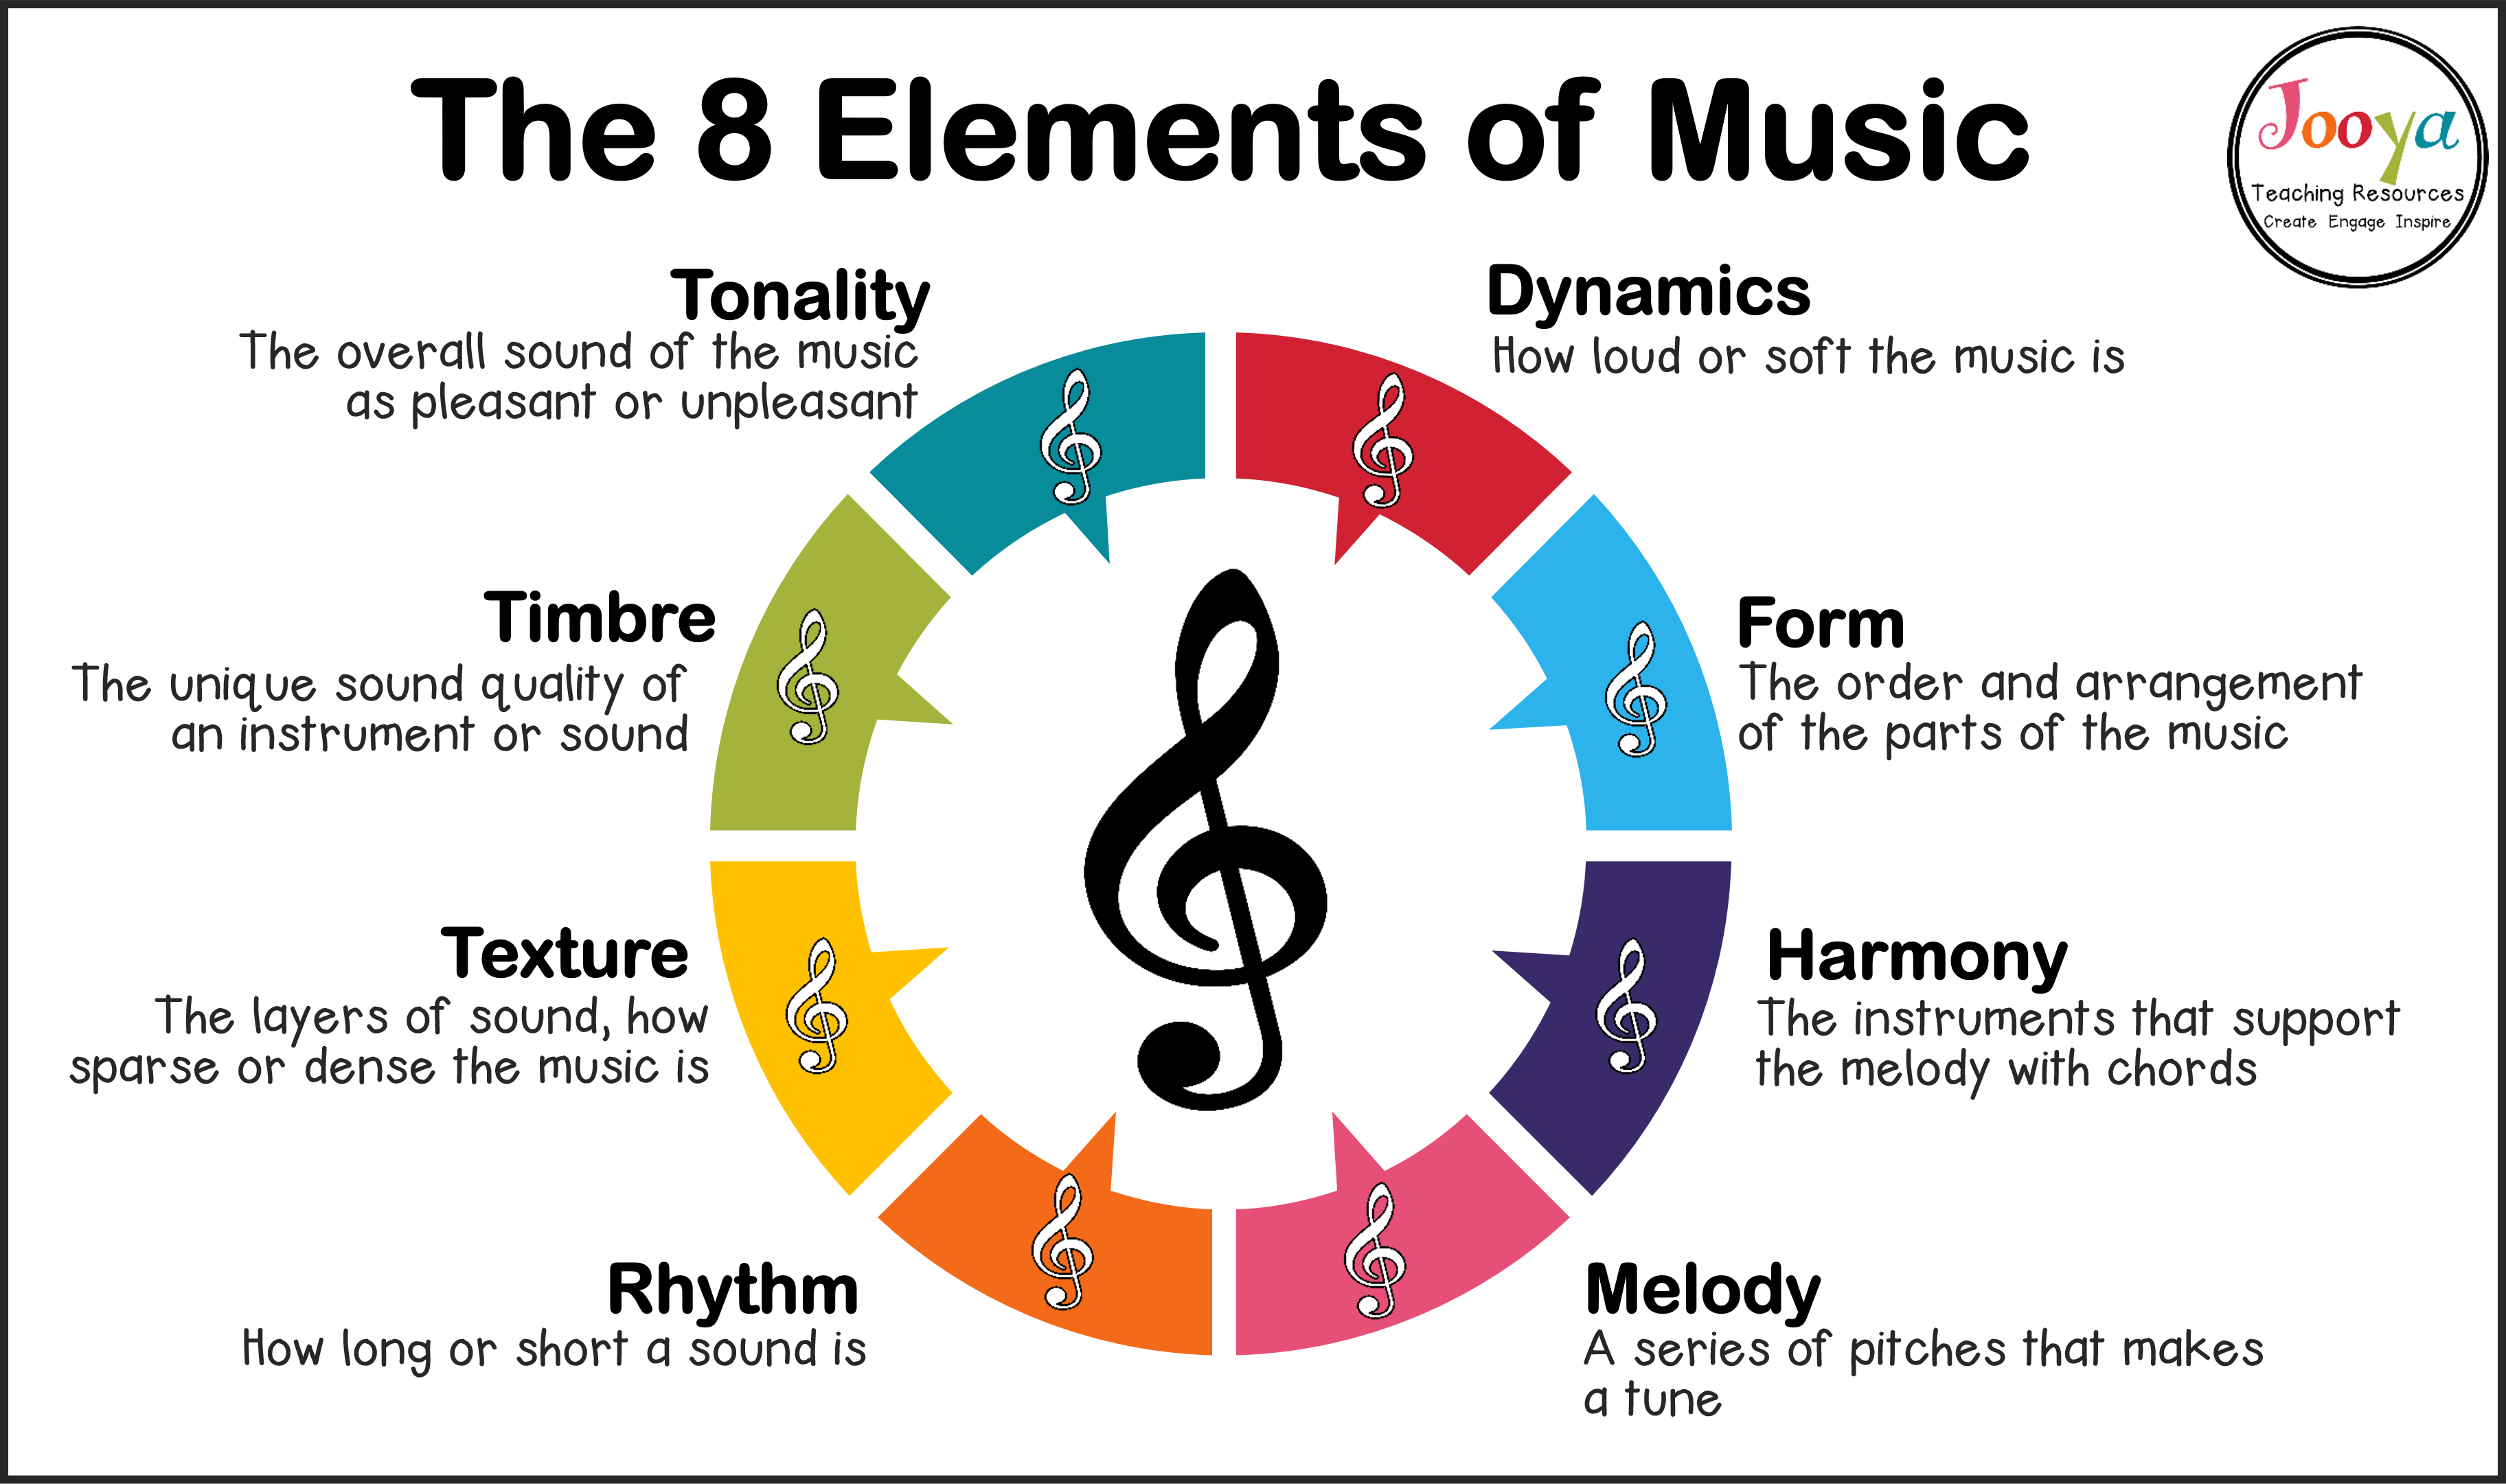 The 8 Elements of Music
Jooya
Teaching Resources
Create Engage Inspire
Tonality
The overall sound of the music
as pleasant or unpleasant
Dynamics
How loud or soft the music is
Timbre
The unique sound quality of
an instrument or sound
Form
The order and arrangement
of the parts of the music
Texture
The layers of sound, how
sparse or dense the music is
Harmony
The instruments that support
the melody with chords
Rhythm
How long or short a sound is
Melody
A series of pitches that makes
a tune